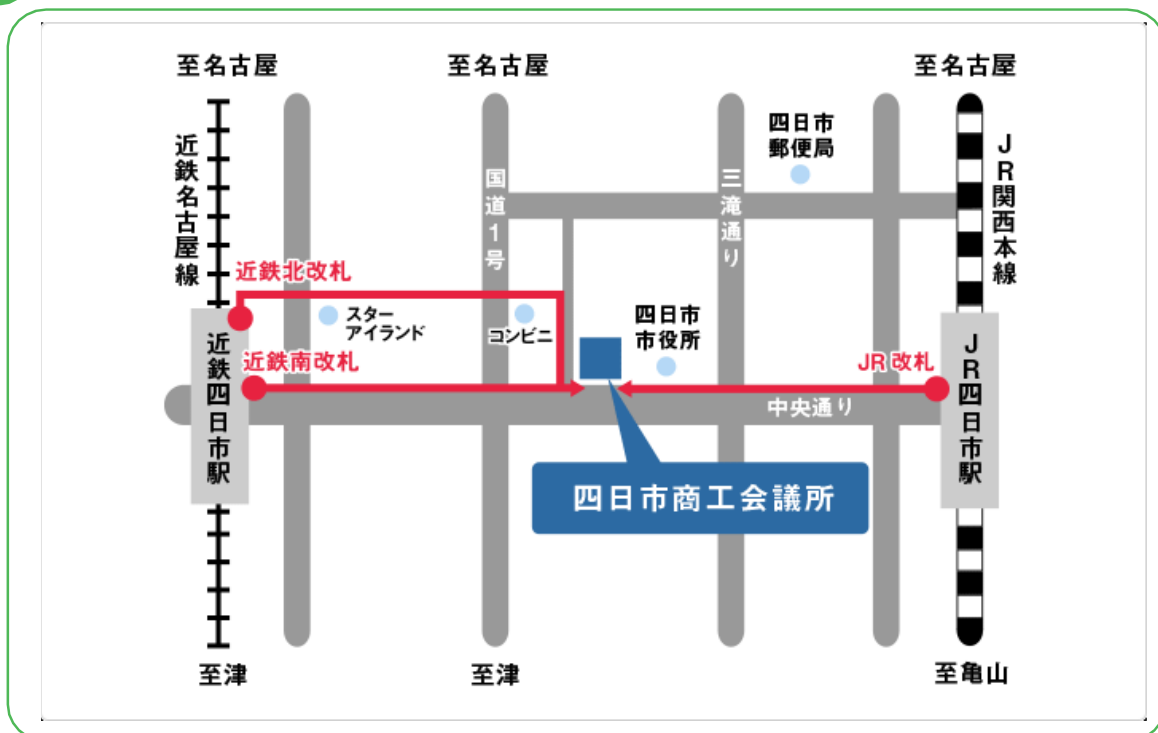 至名古屋
至名古屋
至名古屋
近鉄名古屋線
国道1号
三滝通り
四日市
郵便局
JR関西本線
近鉄北改札
スター
アイランド
コンビニ
四日市
市役所
近鉄南改札
JR改札
近鉄四日市駅
JR四日市駅
中央通り
四日市商工会議所
至津
至津
至亀山